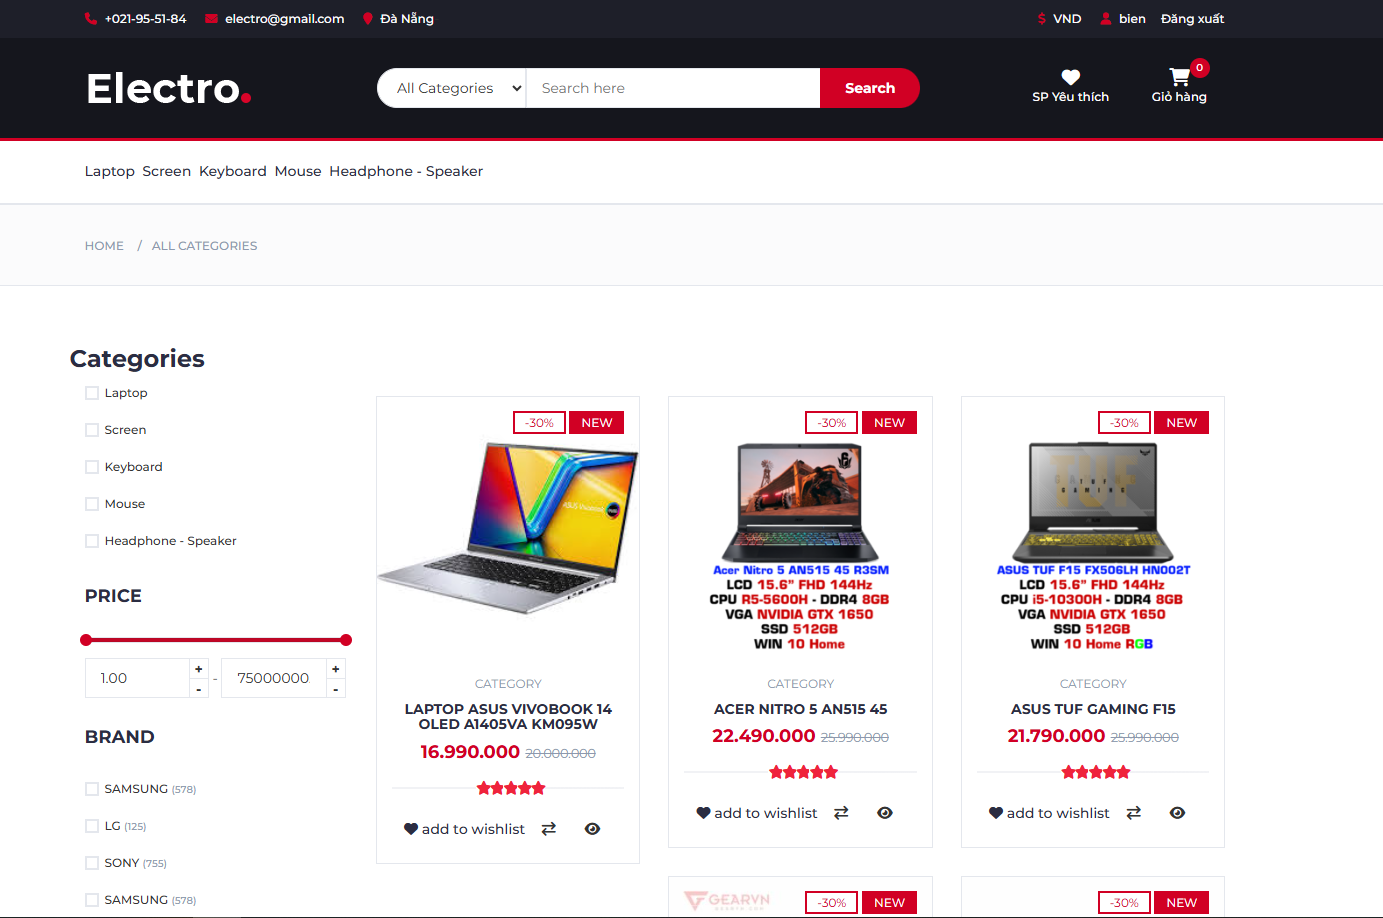 +021-95-51-84 electro@gmail.com Đà Nẵng $ VND bien Đăng xuất
Electro.
All Categories Search here Search
SP Yêu thích
0
Giỏ hàng
Laptop Screen Keyboard Mouse Headphone - Speaker
HOME / ALL CATEGORIES
Categories
Laptop
Screen
Keyboard
Mouse
Headphone - Speaker
PRICE
1.00 + - - 75000000 + -
BRAND
SAMSUNG (578)
LG (125)
SONY (755)
SAMSUNG (578)
-30% NEW
ASUS Vivobook
CATEGORY
LAPTOP ASUS VIVOBOOK 14
OLED A1405VA KM095W
16.990.000 20.000.000
add to wishlist
-30% NEW
Acer Nitro 5 AN515 45 R3SM
LCD 15.6" FHD 144Hz
CPU R5-5600H - DDR4 8GB
VGA NVIDIA GTX 1650
SSD 512GB
WIN 10 Home
CATEGORY
ACER NITRO 5 AN515 45
22.490.000 25.990.000
add to wishlist
-30% NEW
TUF
GAMING
ASUS TUF F15 FX506LH HN002T
LCD 15.6" FHD 144Hz
CPU i5-10300H - DDR4 8GB
VGA NVIDIA GTX 1650
SSD 512GB
WIN 10 Home RGB
CATEGORY
ASUS TUF GAMING F15
21.790.000 25.990.000
add to wishlist
GEARVN
-30% NEW
-30% NEW